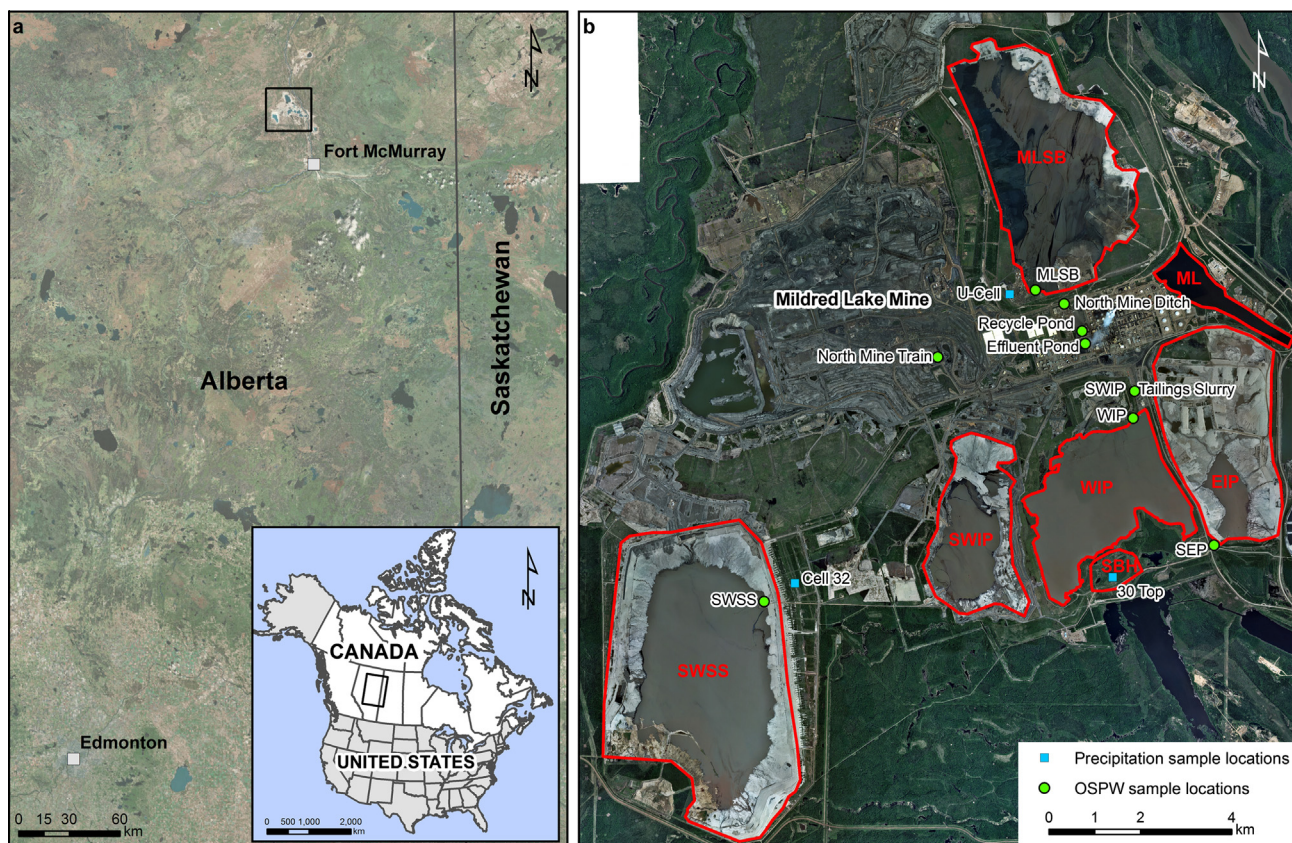 a
N
Fort McMurray
Alberta
Saskatchewan
Edmonton
0 15 30 60
km
N
CANADA
UNITED STATES
0 500 1,000 2,000
km
b
N
MLSB
MLSB
U-Cell
ML
Mildred Lake Mine
North Mine Ditch
Recycle Pond
Effluent Pond
North Mine Train
SWIP Tailings Slurry
WIP
WIP
EIP
SWIP
SEP
SBH
30 Top
Cell 32
SWSS
SWSS
Precipitation sample locations
OSPW sample locations
0 1 2 4
km